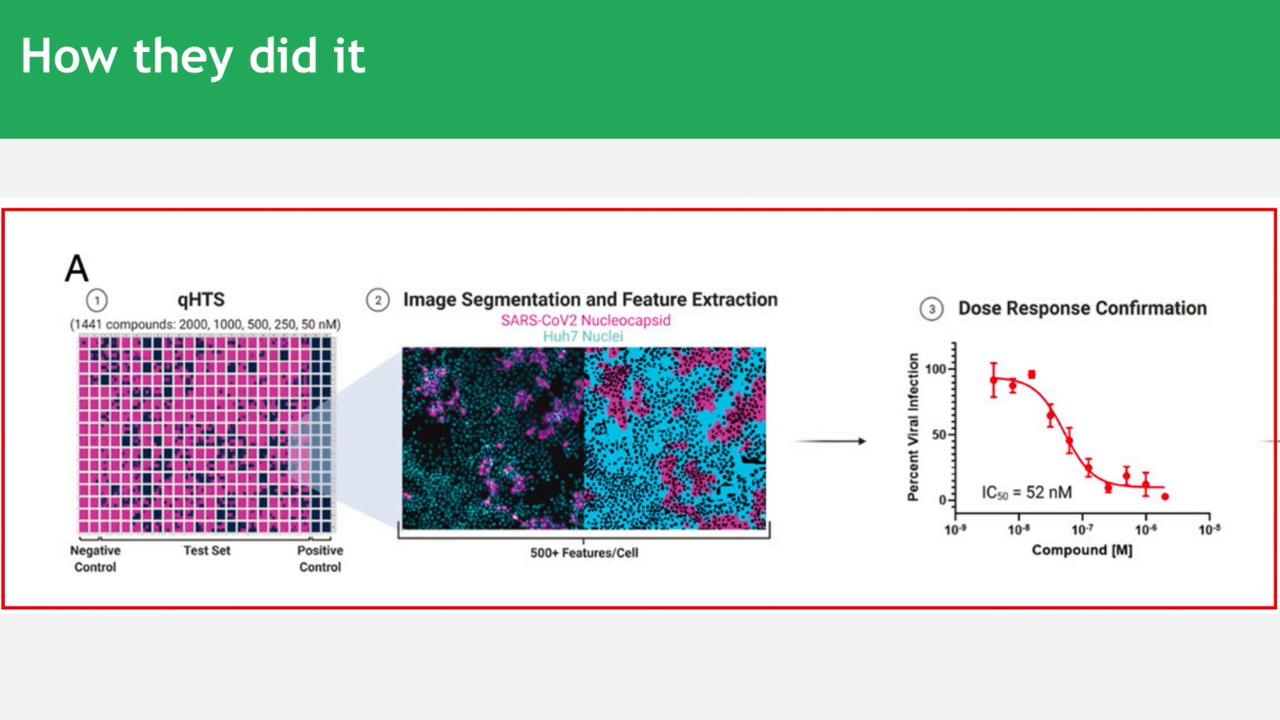 How they did it
A
1
qHTS
(1441 compounds: 2000, 1000, 500, 250, 50 nM)
Negative
Control
Test Set
Positive
Control
2
Image Segmentation and Feature Extraction
SARS-CoV2 Nucleocapsid
Huh7 Nuclei
500+ Features/Cell
3
Dose Response Confirmation
Percent Viral Infection
100
50
0
IC₅₀ = 52 nM
10⁻⁹ 10⁻⁸ 10⁻⁷ 10⁻⁶ 10⁻⁵
Compound [M]